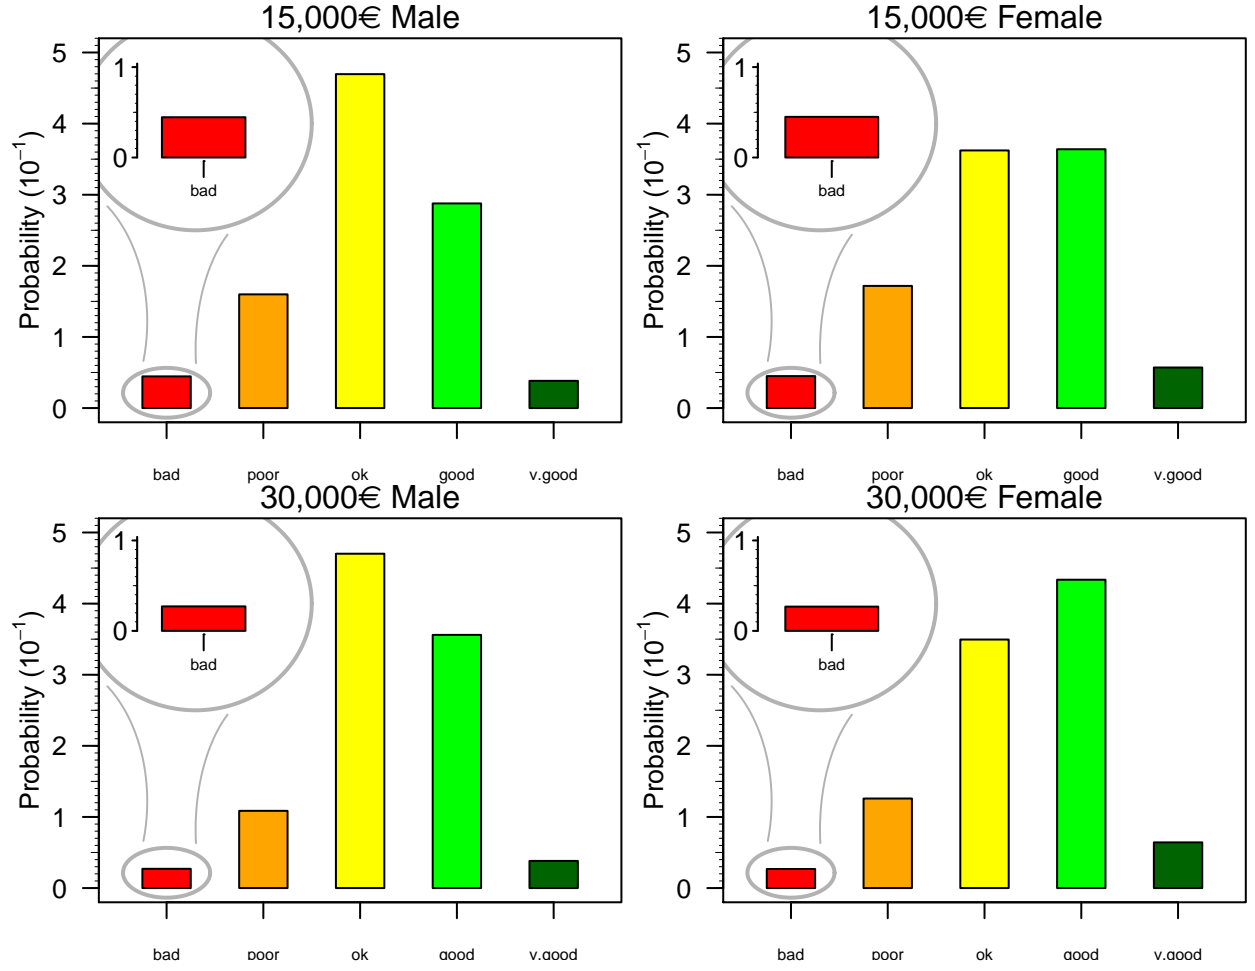 15,000€ Male
Probability (10⁻¹)
5
4
3
2
1
0
1
0
bad
bad poor ok good v.good
15,000€ Female
Probability (10⁻¹)
5
4
3
2
1
0
1
0
bad
bad poor ok good v.good
30,000€ Male
Probability (10⁻¹)
5
4
3
2
1
0
1
0
bad
bad poor ok good v.good
30,000€ Female
Probability (10⁻¹)
5
4
3
2
1
0
1
0
bad
bad poor ok good v.good